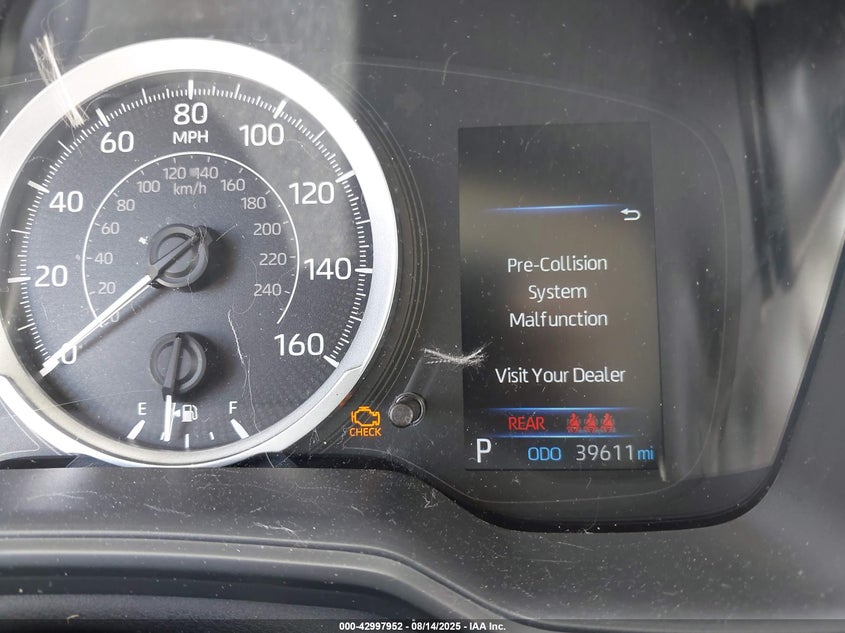 80
MPH
60
100
40
120
20
140
0
160
120 140
km/h
100
160
80
180
60
200
40
220
20
240
E
F
CHECK
Pre-Collision
System
Malfunction
Visit Your Dealer
REAR
P ODO 39611 mi
000-42997952 - 08/14/2025 - IAA Inc.